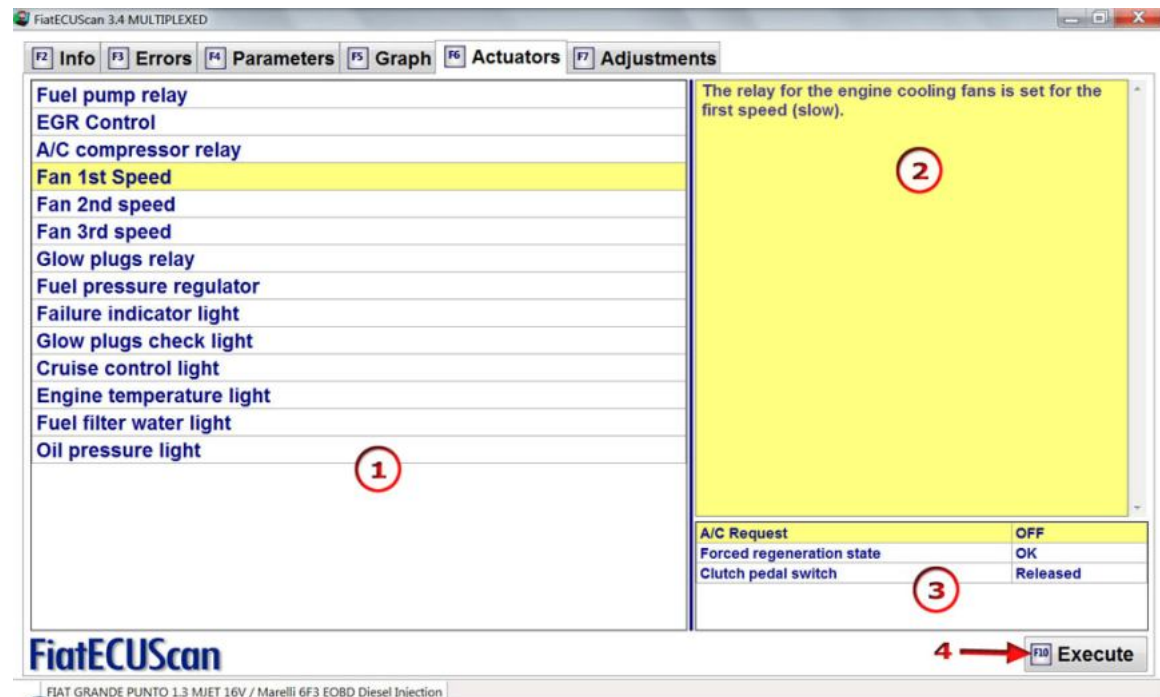 FiatECUScan 3.4 MULTIPLEXED
F2 Info F3 Errors F4 Parameters F5 Graph F6 Actuators F7 Adjustments
Fuel pump relay
EGR Control
A/C compressor relay
Fan 1st Speed
Fan 2nd speed
Fan 3rd speed
Glow plugs relay
Fuel pressure regulator
Failure indicator light
Glow plugs check light
Cruise control light
Engine temperature light
Fuel filter water light
Oil pressure light
1
The relay for the engine cooling fans is set for the
first speed (slow).
2
A/C Request OFF
Forced regeneration state OK
Clutch pedal switch Released
3
FiatECUScan
4 F10 Execute
FIAT GRANDE PUNTO 1.3 MJET 16V / Marelli 6F3 EOBD Diesel Injection